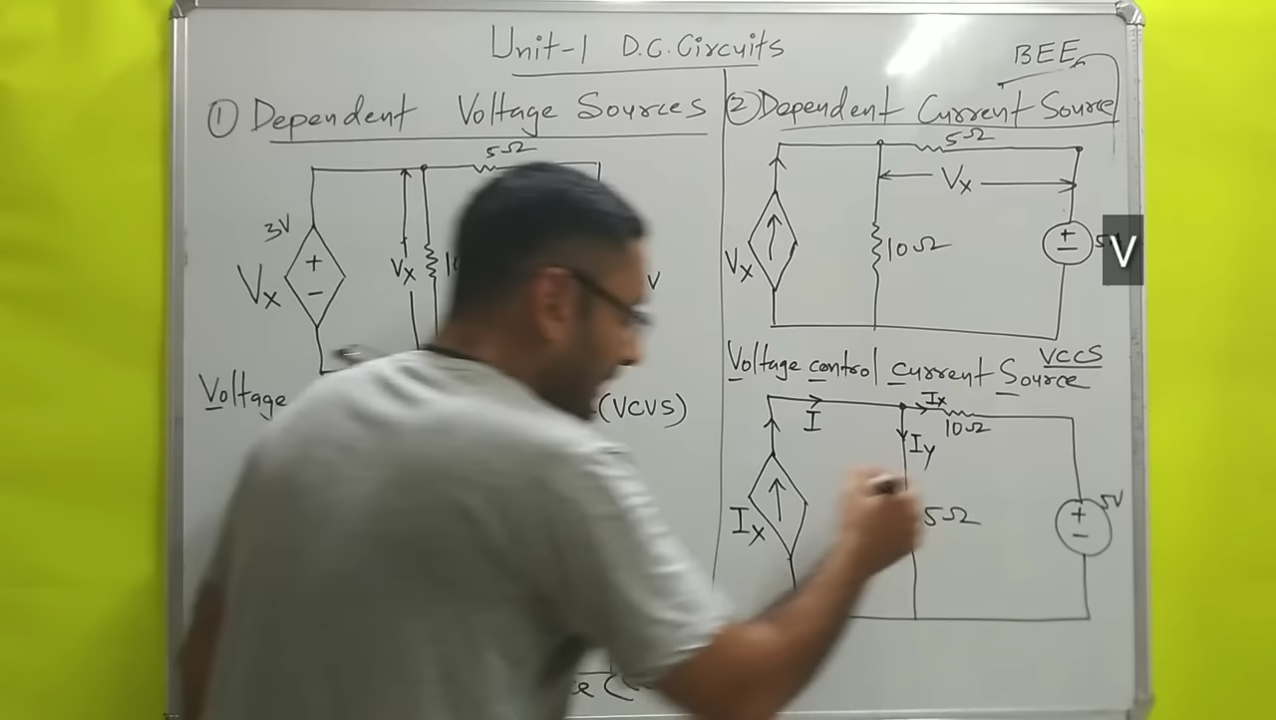 Unit-1 D.C. Circuits
BEE
① Dependent Voltage Sources
5Ω
3V
+
-
Vx
Vx
V
Voltage
(VCVS)
② Dependent Current Source
5Ω
Vx
Vx
10Ω
+
-
V
Voltage control current Source
VCCS
I
Ix
10Ω
Iy
Ix
5Ω
+
-
5V